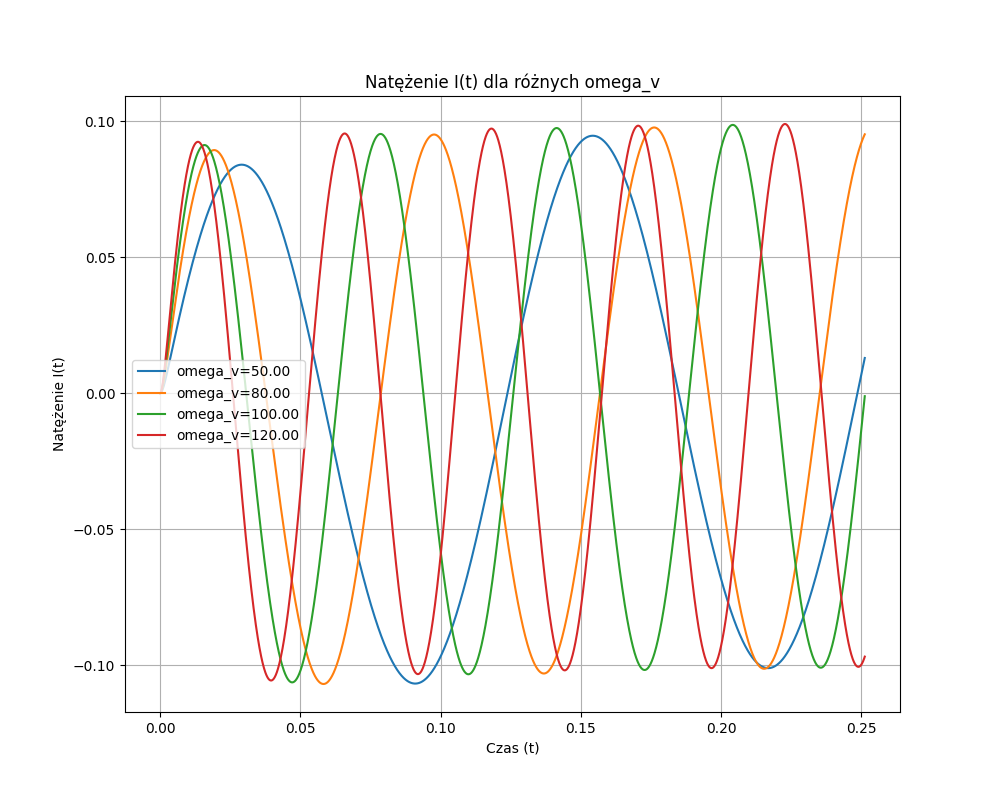 Natężenie I(t) dla różnych omega_v
Natężenie I(t)
0.10
0.05
0.00
−0.05
−0.10
omega_v=50.00
omega_v=80.00
omega_v=100.00
omega_v=120.00
0.00 0.05 0.10 0.15 0.20 0.25
Czas (t)